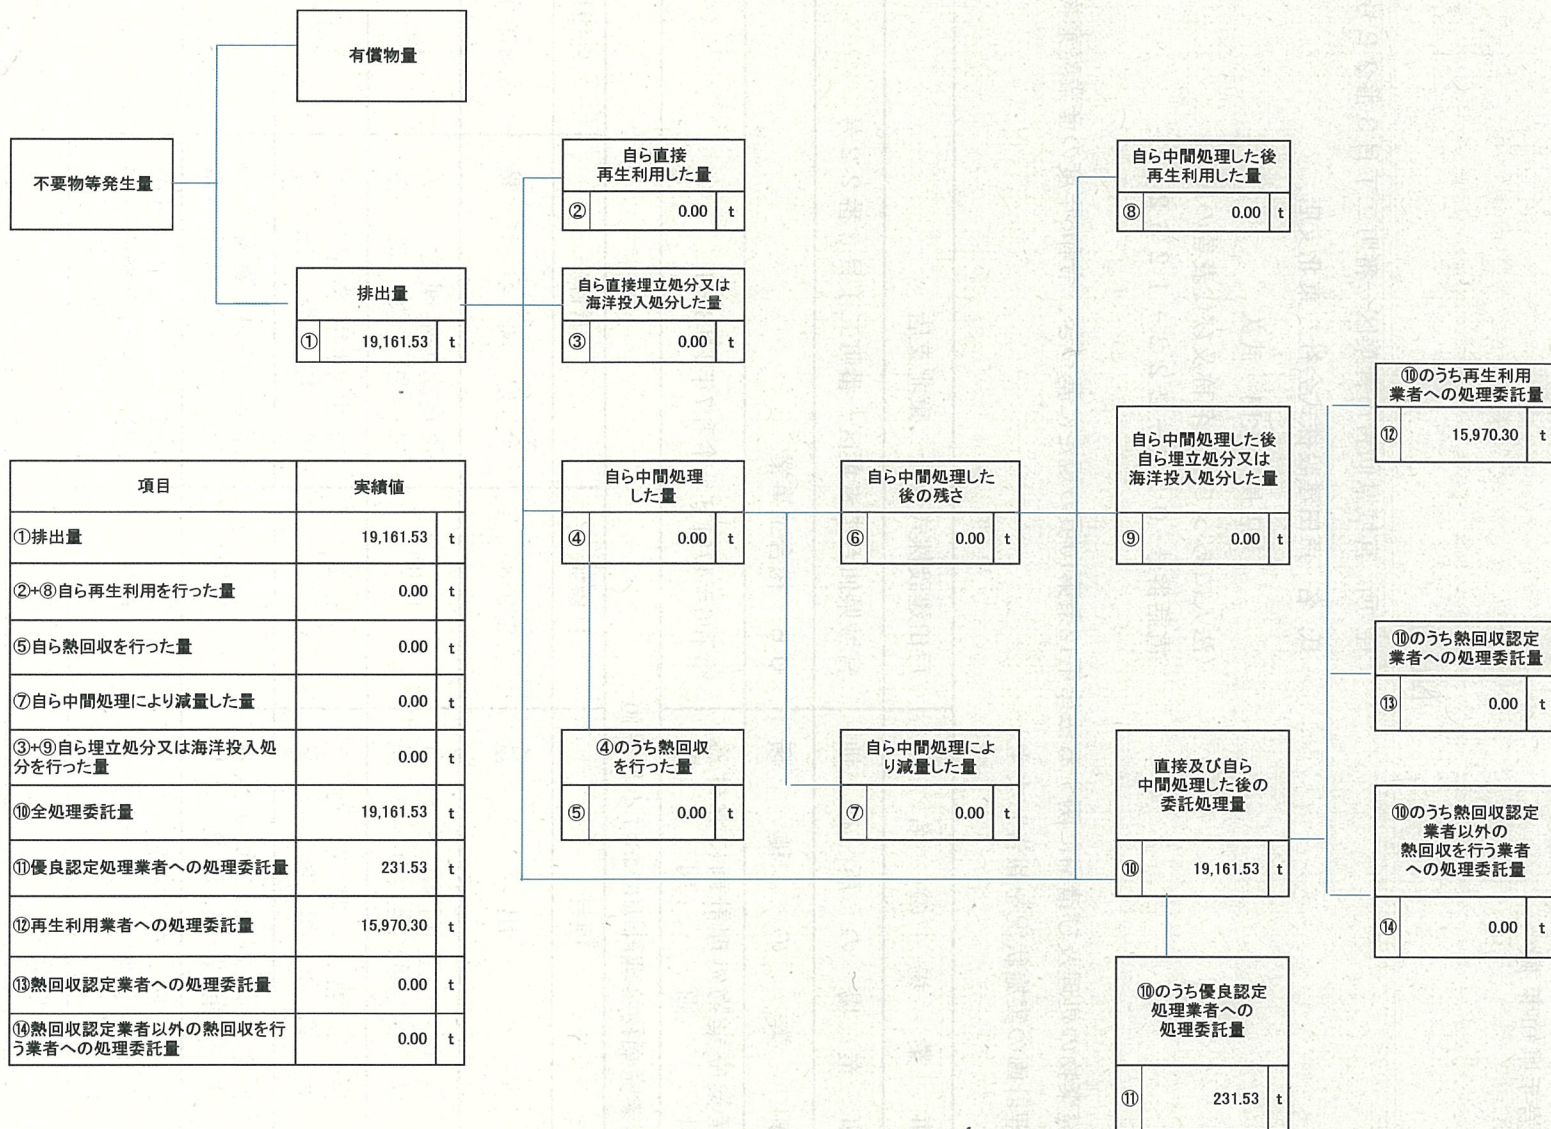 有償物量
不要物等発生量
排出量
① 19,161.53 t
自ら直接
再生利用した量
② 0.00 t
自ら直接埋立処分又は
海洋投入処分した量
③ 0.00 t
自ら中間処理
した量
④ 0.00 t
④のうち熱回収
を行った量
⑤ 0.00 t
自ら中間処理した
後の残さ
⑥ 0.00 t
自ら中間処理によ
り減量した量
⑦ 0.00 t
自ら中間処理した後
再生利用した量
⑧ 0.00 t
自ら中間処理した後
自ら埋立処分又は
海洋投入処分した量
⑨ 0.00 t
直接及び自ら
中間処理した後の
委託処理量
⑩ 19,161.53 t
⑩のうち優良認定
処理業者への
処理委託量
⑪ 231.53 t
⑩のうち再生利用
業者への処理委託量
⑫ 15,970.30 t
⑩のうち熱回収認定
業者への処理委託量
⑬ 0.00 t
⑩のうち熱回収認定
業者以外の
熱回収を行う業者
への処理委託量
⑭ 0.00 t
項目 実績値
①排出量 19,161.53 t
②+⑧自ら再生利用を行った量 0.00 t
⑤自ら熱回収を行った量 0.00 t
⑦自ら中間処理により減量した量 0.00 t
③+⑨自ら埋立処分又は海洋投入処
分を行った量 0.00 t
⑩全処理委託量 19,161.53 t
⑪優良認定処理業者への処理委託量 231.53 t
⑫再生利用業者への処理委託量 15,970.30 t
⑬熱回収認定業者への処理委託量 0.00 t
⑭熱回収認定業者以外の熱回収を行
う業者への処理委託量 0.00 t